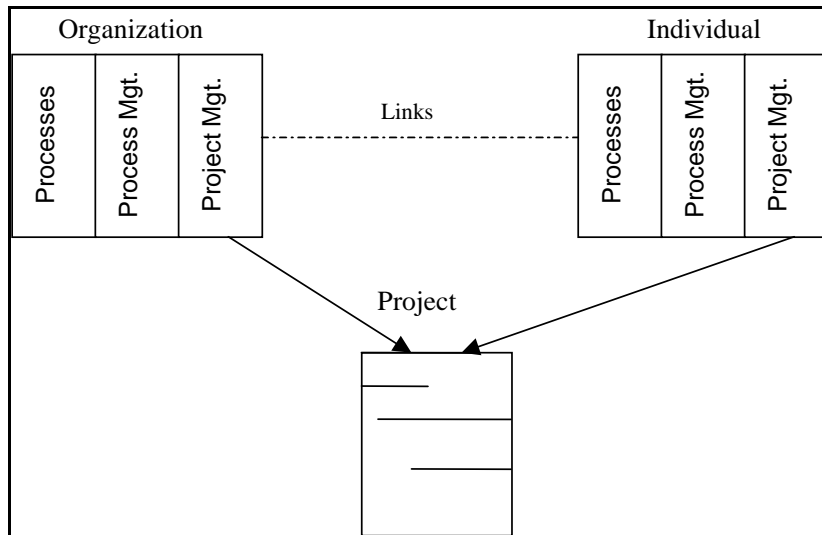 Organization
Individual
Processes
Process Mgt.
Project Mgt.
Links
Processes
Process Mgt.
Project Mgt.
Project